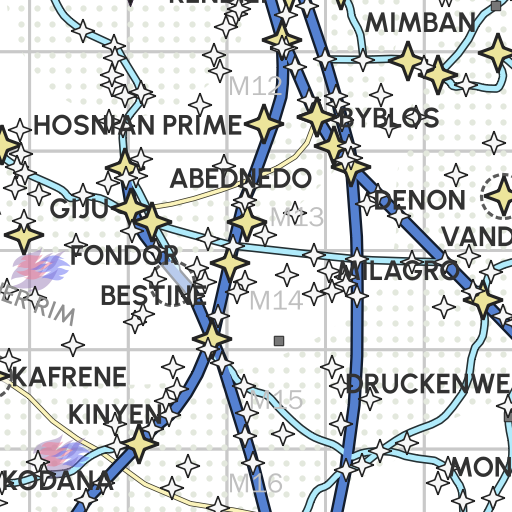 MIMBAN
M12
HOSNIAN PRIME
BYBLOS
ABEDNEDO
GIJU
M13
DENON
VAND
FONDOR
MILAGRO
BESTINE
M14
ERRIM
KAFRENE
DRUCKENWE
M15
KINYEN
MON
KODANA
M16